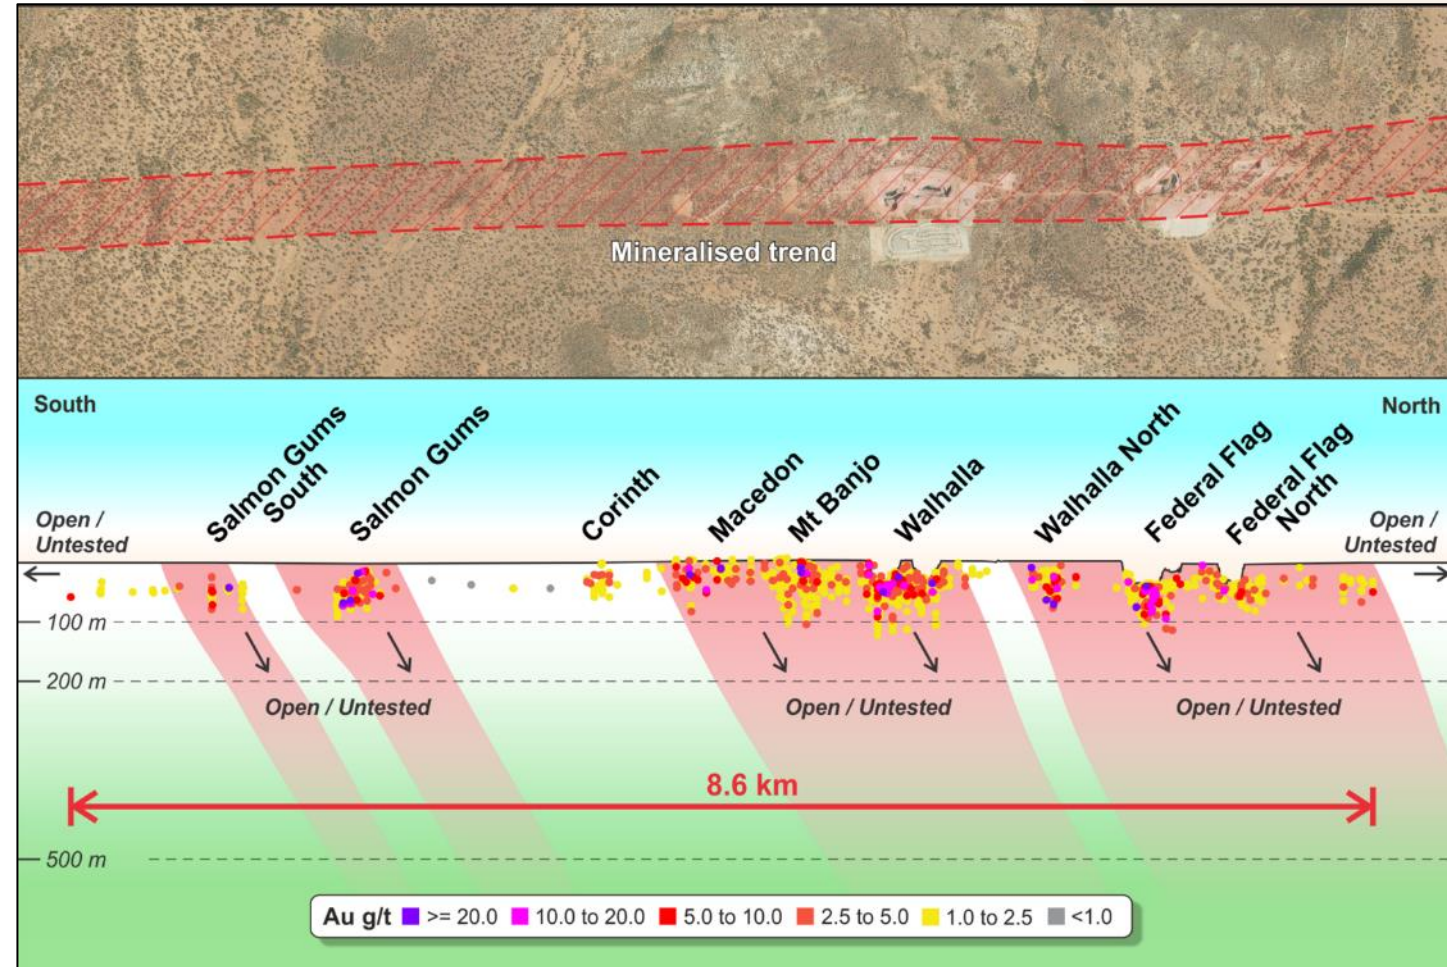 Mineralised trend
South
North
Salmon Gums
South
Salmon Gums
Corinth
Macedon
Mt Banjo
Walhalla
Walhalla North
Federal Flag
Federal Flag
North
Open /
Untested
Open /
Untested
100 m
200 m
Open / Untested
Open / Untested
Open / Untested
8.6 km
500 m
Au g/t >= 20.0 10.0 to 20.0 5.0 to 10.0 2.5 to 5.0 1.0 to 2.5 <1.0